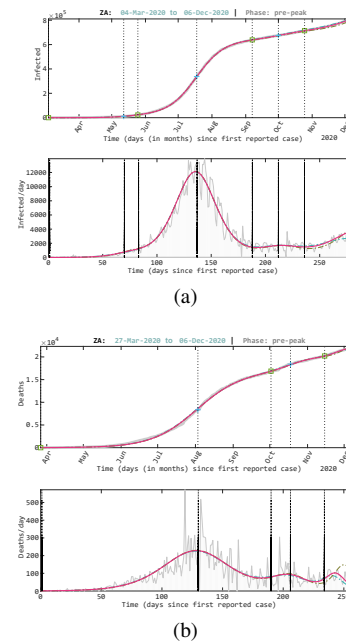 ZA: 04-Mar-2020 to 06-Dec-2020 | Phase: pre-peak
8 ×10⁵
6
4
2
0
Infected
Apr May Jun Jul Aug Sep Oct Nov De
Time (days (in months) since first reported case 2020
12000
10000
8000
6000
4000
2000
0
Infected/day
0 50 100 150 200 250
Time (days since first reported case)
(a)
ZA: 27-Mar-2020 to 06-Dec-2020 | Phase: pre-peak
×10⁴
2
1.5
1
0.5
0
Deaths
Apr May Jun Jul Aug Sep Oct Nov De
Time (days (in months) since first reported case 2020
500
400
300
200
100
0
Deaths/day
0 50 100 150 200 25
Time (days since first reported case)
(b)